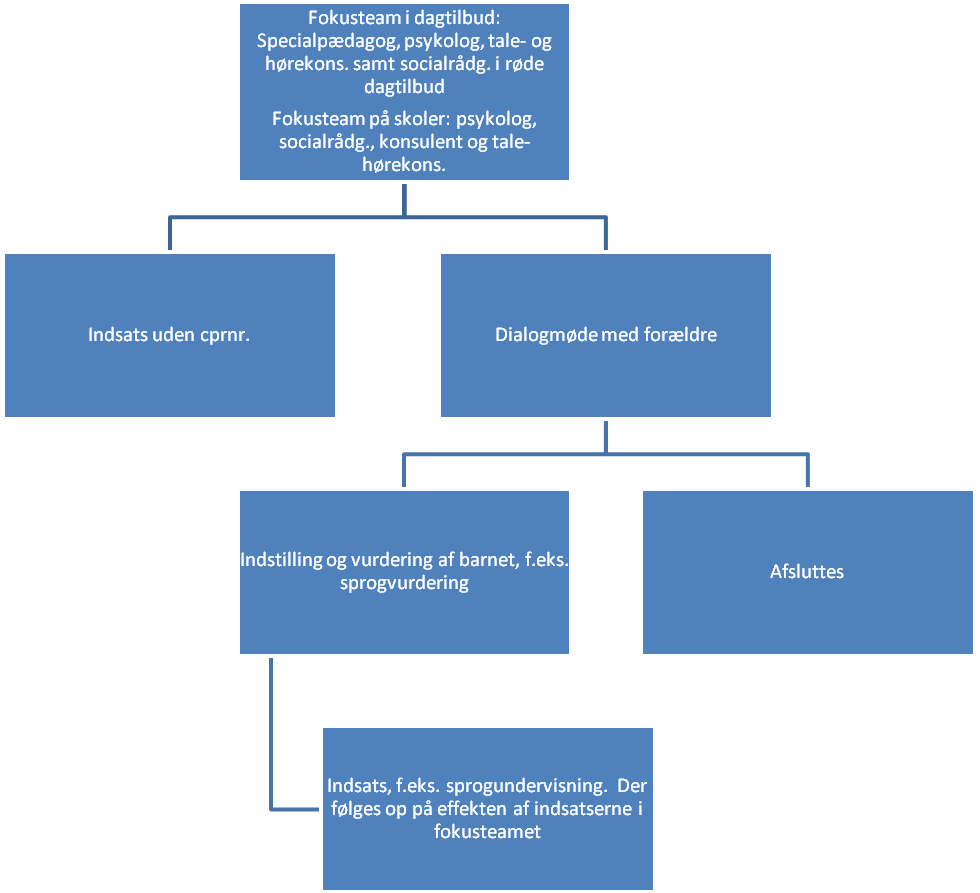 Fokusteam i dagtilbud:
Specialpædagog, psykolog, tale- og
hørekons. samt socialrådg. i røde
dagtilbud
Fokusteam på skoler: psykolog,
socialrådg., konsulent og tale-
hørekons.
Indsats uden cprnr.
Dialogmøde med forældre
Indstilling og vurdering af barnet, f.eks.
sprogvurdering
Afsluttes
Indsats, f.eks. sprogundervisning. Der
følges op på effekten af indsatserne i
fokusteamet